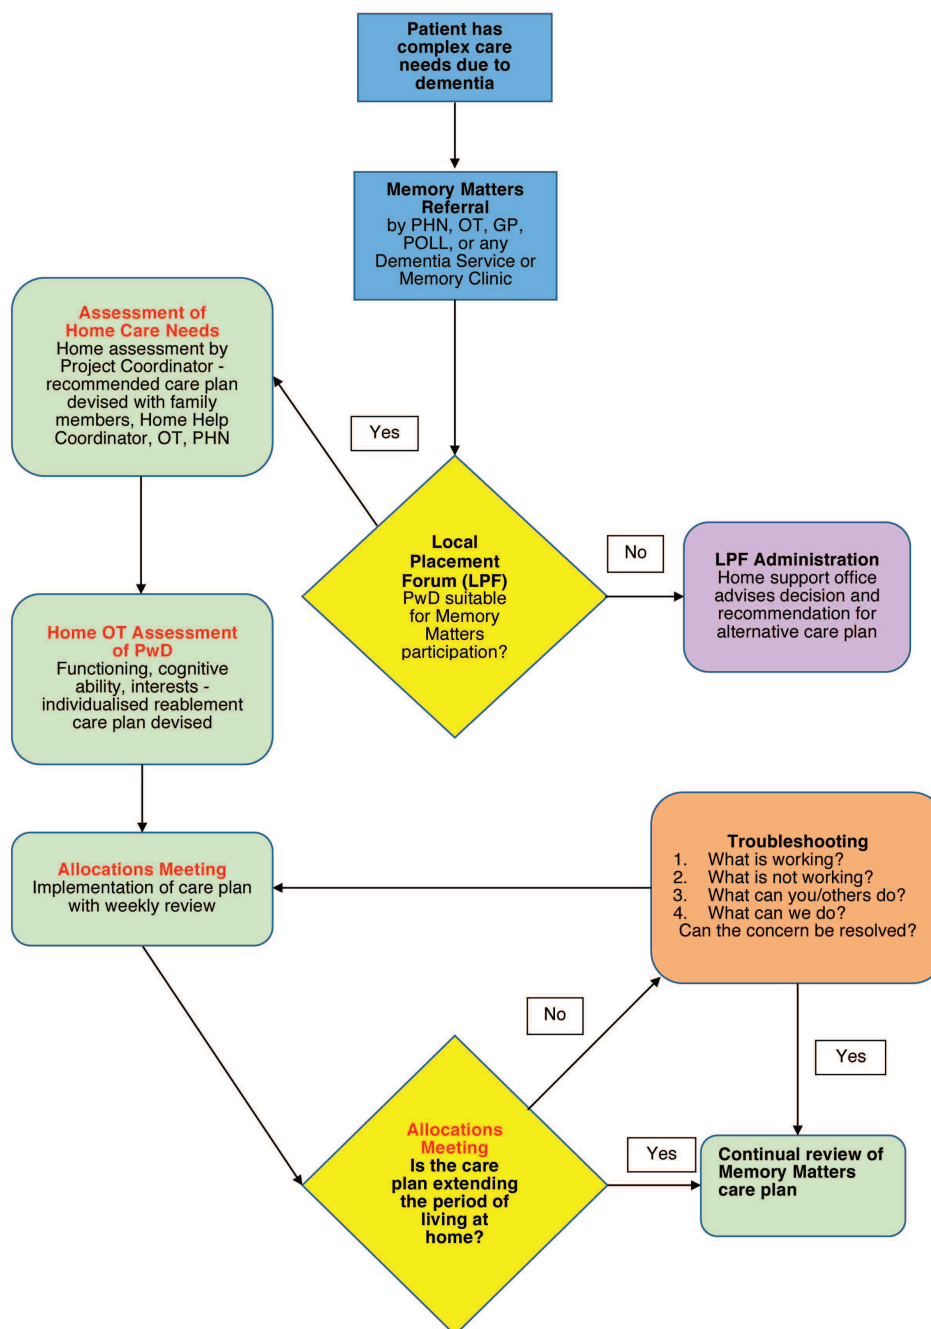 Patient has
complex care
needs due to
dementia
Memory Matters
Referral
by PHN, OT, GP,
POLL, or any
Dementia Service or
Memory Clinic
Assessment of
Home Care Needs
Home assessment by
Project Coordinator -
recommended care plan
devised with family
members, Home Help
Coordinator, OT, PHN
Yes
Local
Placement
Forum (LPF)
PwD suitable
for Memory
Matters
participation?
No
LPF Administration
Home support office
advises decision and
recommendation for
alternative care plan
Home OT Assessment
of PwD
Functioning, cognitive
ability, interests -
individualised reablement
care plan devised
Allocations Meeting
Implementation of care plan
with weekly review
Troubleshooting
1. What is working?
2. What is not working?
3. What can you/others do?
4. What can we do?
Can the concern be resolved?
No
Yes
Allocations
Meeting
Is the care
plan extending
the period of
living at
home?
Yes
Continual review of
Memory Matters
care plan